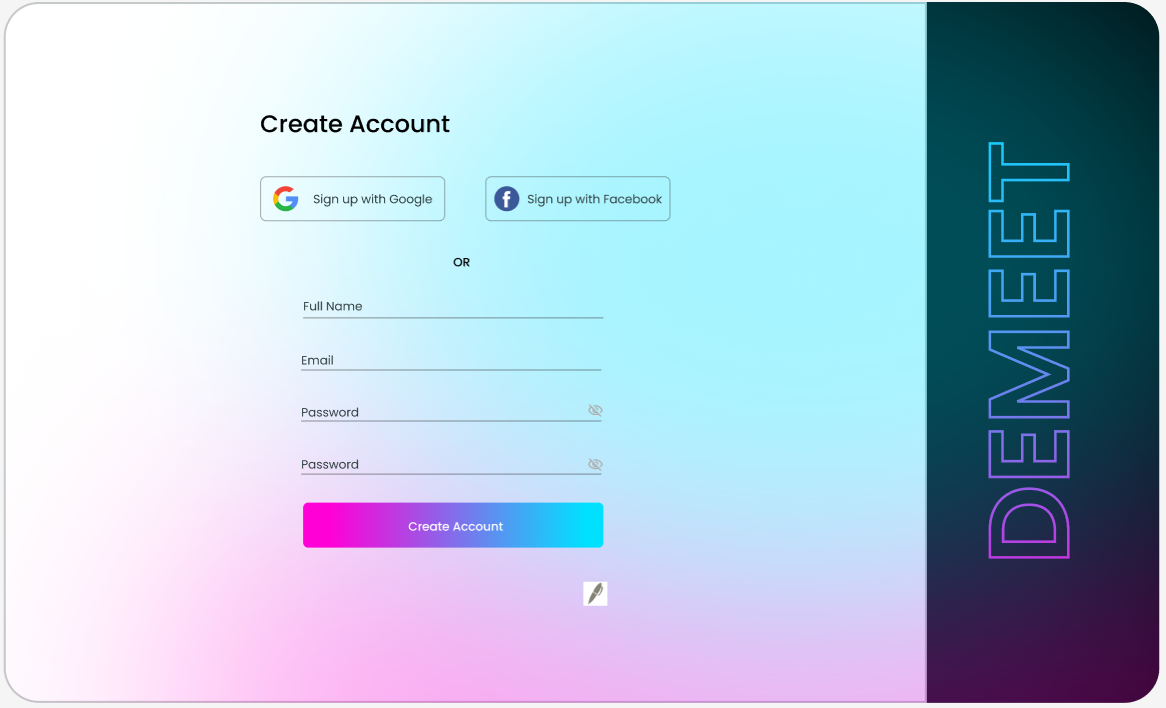 Create Account
Sign up with Google
Sign up with Facebook
OR
Full Name
Email
Password
Password
Create Account
DEMEET